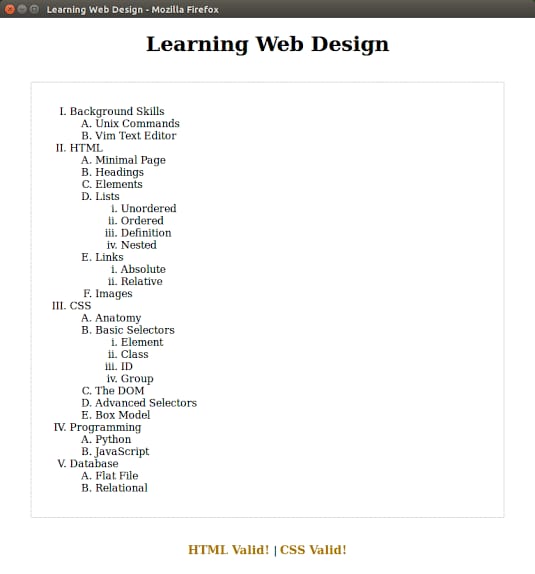 Learning Web Design - Mozilla Firefox
Learning Web Design
I. Background Skills
A. Unix Commands
B. Vim Text Editor
II. HTML
A. Minimal Page
B. Headings
C. Elements
D. Lists
i. Unordered
ii. Ordered
iii. Definition
iv. Nested
E. Links
i. Absolute
ii. Relative
F. Images
III. CSS
A. Anatomy
B. Basic Selectors
i. Element
ii. Class
iii. ID
iv. Group
C. The DOM
D. Advanced Selectors
E. Box Model
IV. Programming
A. Python
B. JavaScript
V. Database
A. Flat File
B. Relational
HTML Valid! | CSS Valid!